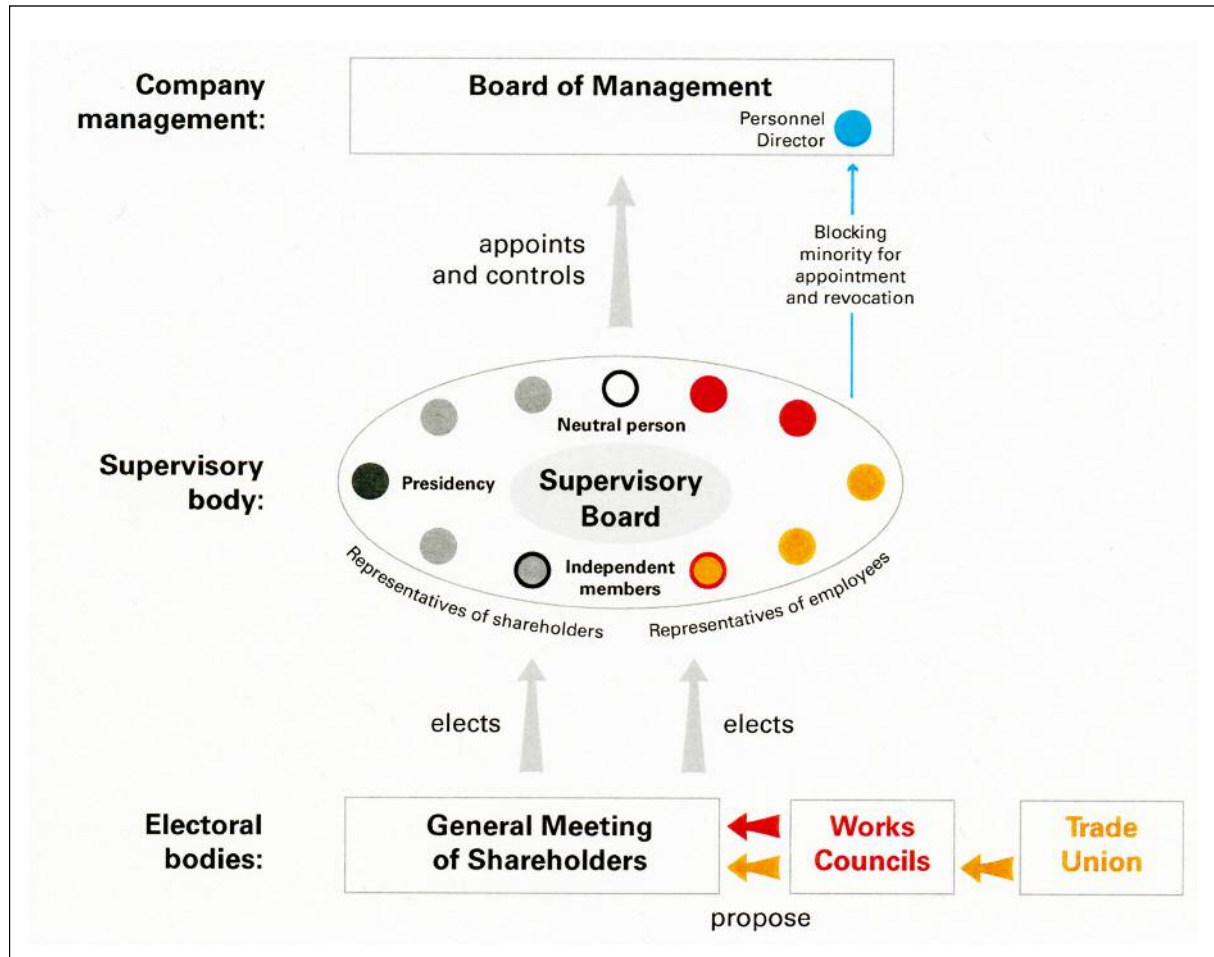 Company
management:
Board of Management
Personnel
Director
appoints
and controls
Blocking
minority for
appointment
and revocation
Supervisory
body:
Neutral person
Presidency
Supervisory
Board
Independent
members
Representatives of shareholders
Representatives of employees
elects
elects
Electoral
bodies:
General Meeting
of Shareholders
Works
Councils
Trade
Union
propose